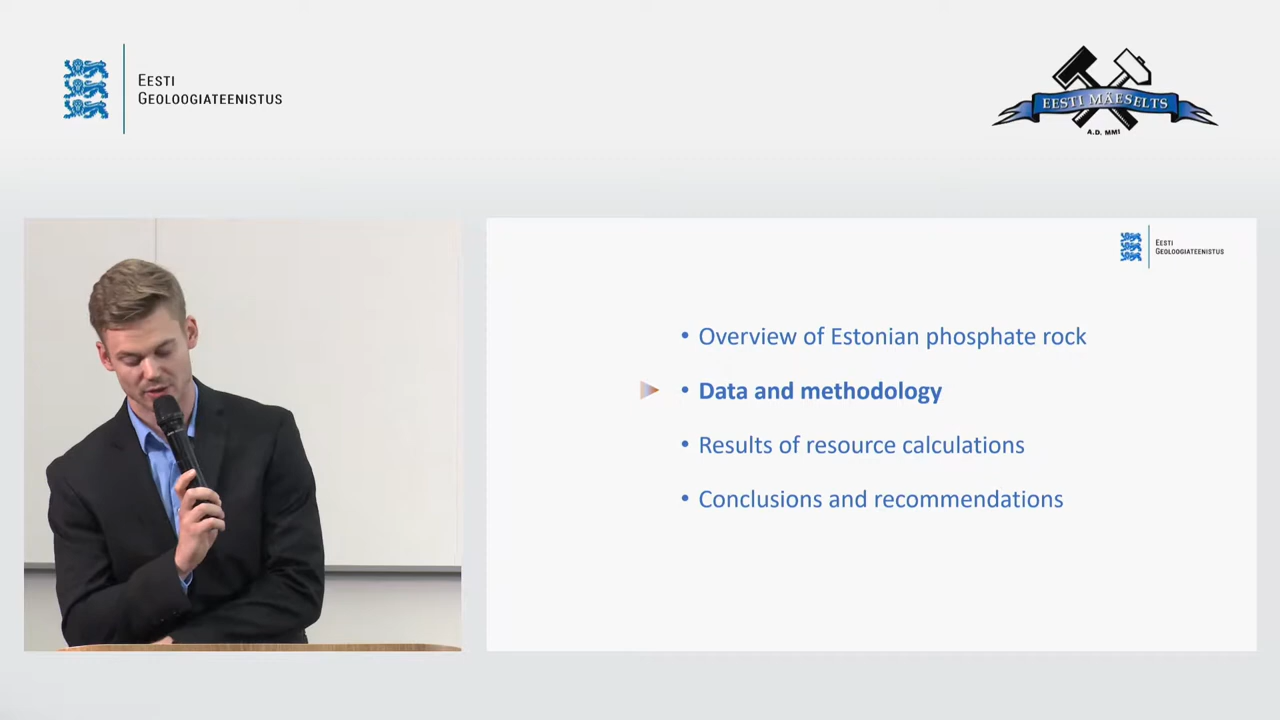 EESTI
GEOLOOGIATEENISTUS
EESTI MÄESELTS
A.D. MMI
EESTI
GEOLOOGIATEENISTUS
• Overview of Estonian phosphate rock
• Data and methodology
• Results of resource calculations
• Conclusions and recommendations